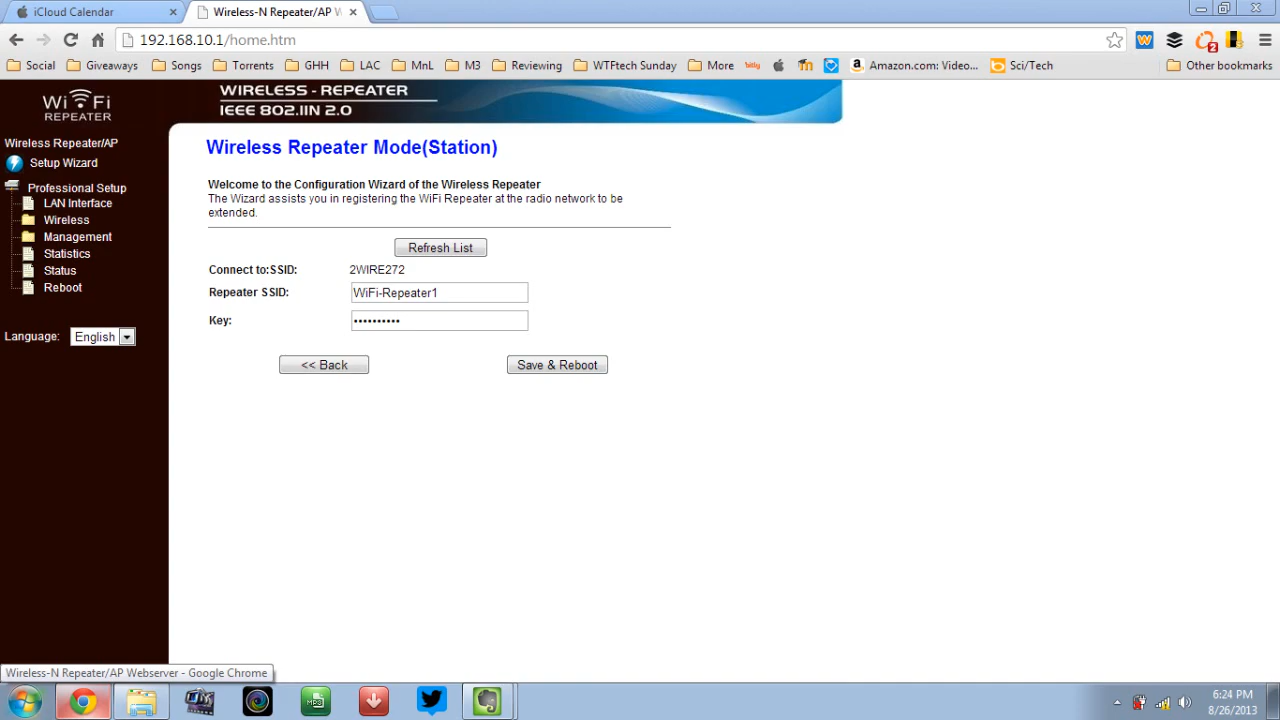 iCloud Calendar
Wireless-N Repeater/AP W
192.168.10.1/home.htm
W
2
Social Giveaways Songs Torrents GHH LAC MnL M3 Reviewing WTFtech Sunday More bitly a Amazon.com: Video... Sci/Tech Other bookmarks
Wi Fi
REPEATER
WIRELESS - REPEATER
IEEE 802.11N 2.0
Wireless Repeater/AP
Setup Wizard
Professional Setup
LAN Interface
Wireless
Management
Statistics
Status
Reboot
Language: English
Wireless Repeater Mode(Station)
Welcome to the Configuration Wizard of the Wireless Repeater
The Wizard assists you in registering the WiFi Repeater at the radio network to be
extended.
Refresh List
Connect to:SSID: 2WIRE272
Repeater SSID: WiFi-Repeater1
Key: ••••••••••
<< Back Save & Reboot
Wireless-N Repeater/AP Webserver - Google Chrome
MP3
6:24 PM
8/26/2013